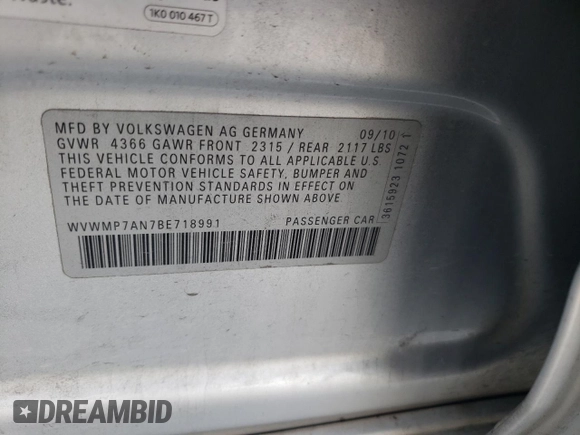 1K0 010 467 T
MFD BY VOLKSWAGEN AG GERMANY 09/10
GVWR 4366 GAWR FRONT 2315 / REAR 2117 LBS
THIS VEHICLE CONFORMS TO ALL APPLICABLE U.S.
FEDERAL MOTOR VEHICLE SAFETY, BUMPER AND
THEFT PREVENTION STANDARDS IN EFFECT ON
THE DATE OF MANUFACTURE SHOWN ABOVE.
WVWMP7AN7BE718991 PASSENGER CAR
3615923 1072 1
DREAMBID